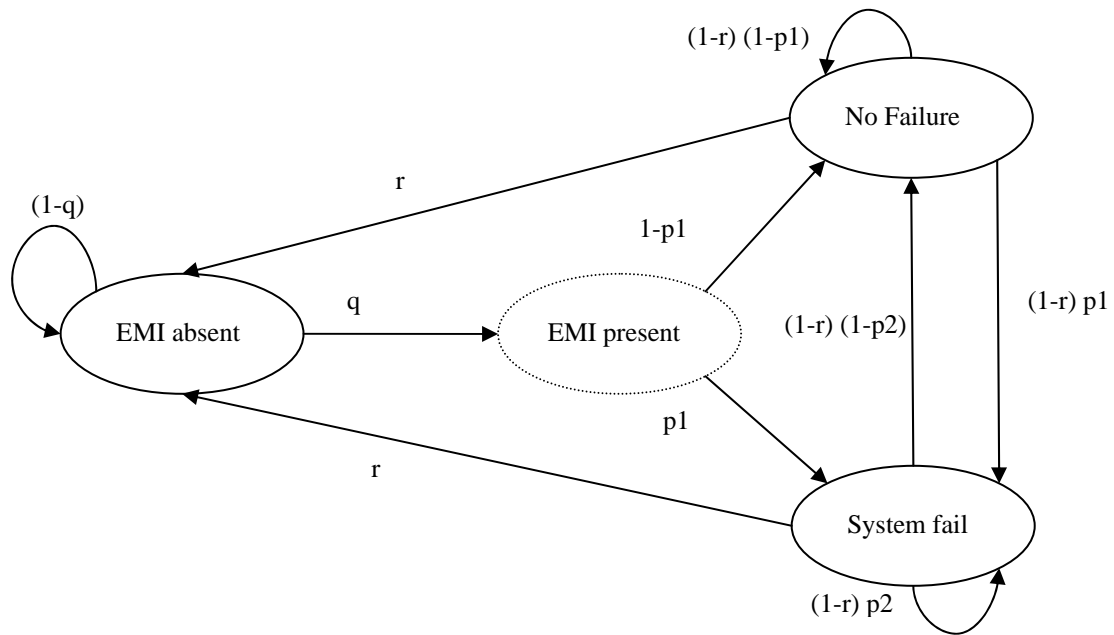 (1-r) (1-p1)
No Failure
r
(1-q)
1-p1
q
(1-r) p1
EMI absent
EMI present
(1-r) (1-p2)
p1
r
System fail
(1-r) p2